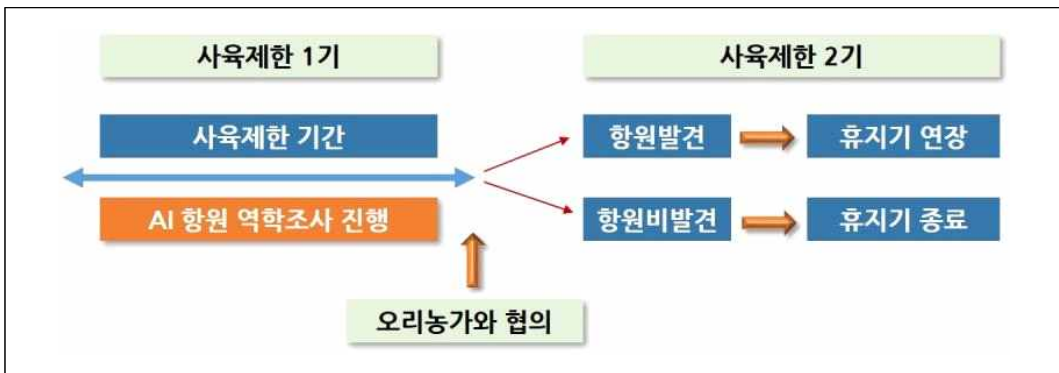 사육제한 1기
사육제한 2기
사육제한 기간
항원발견
휴지기 연장
AI 항원 역학조사 진행
항원비발견
휴지기 종료
오리농가와 협의